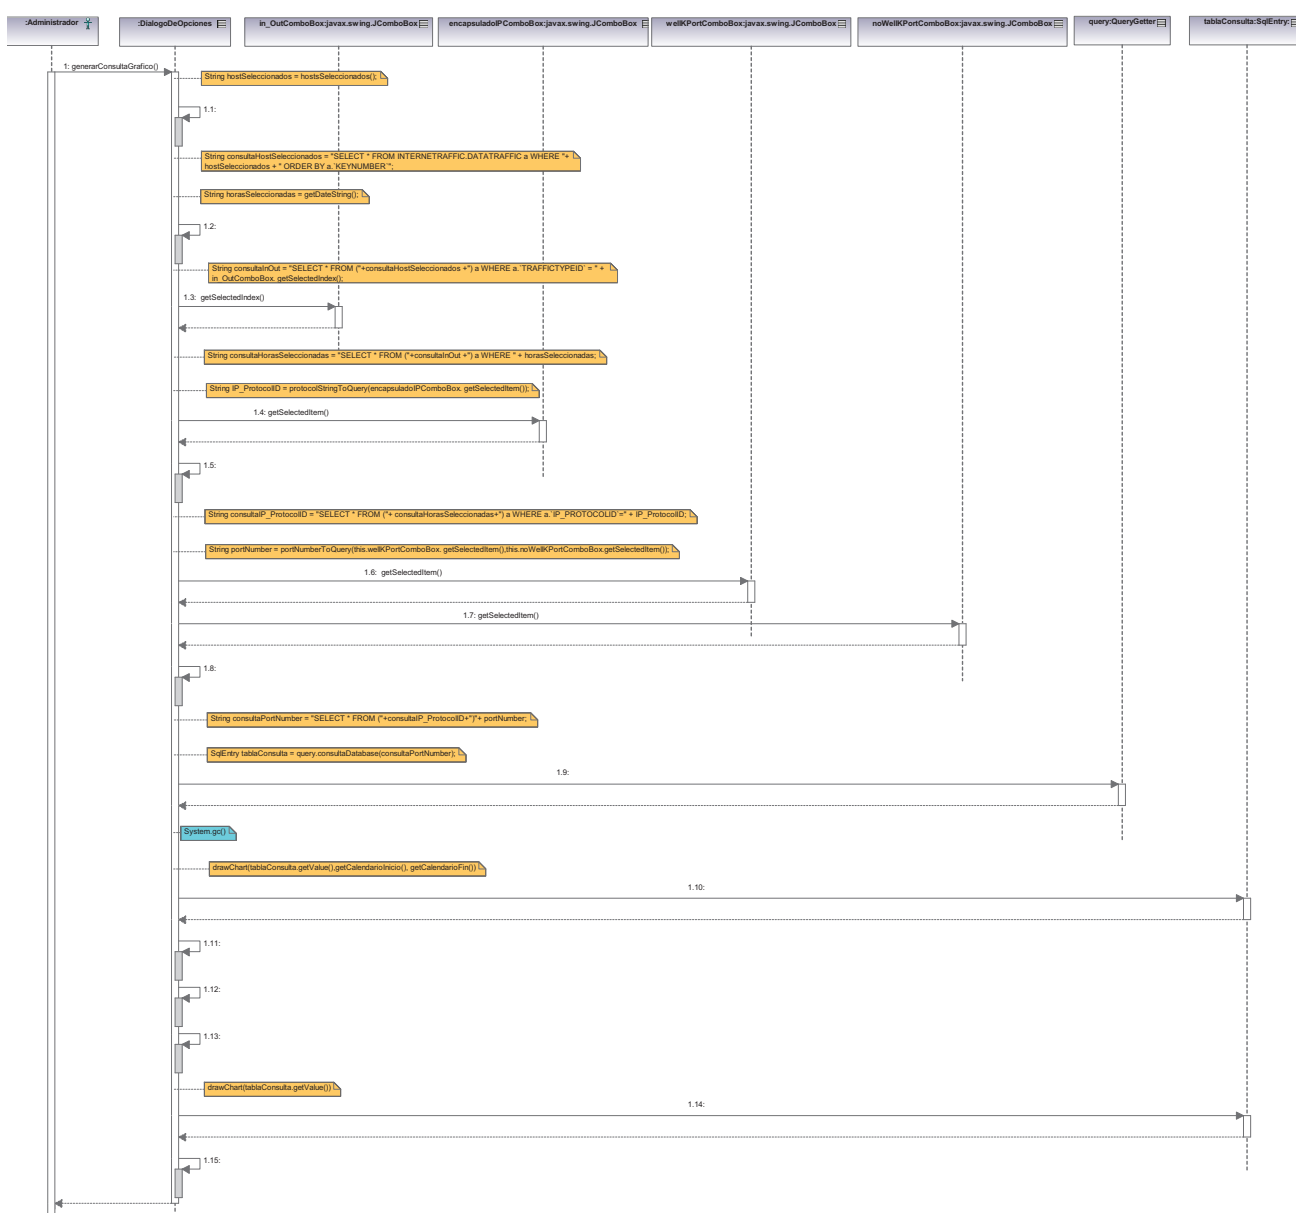 :Administrador
:DialogoDeOpciones
in_OutComboBox:javax.swing.JComboBox
encapsuladoIPComboBox:javax.swing.JComboBox
wellKPortComboBox:javax.swing.JComboBox
noWellKPortComboBox:javax.swing.JComboBox
query:QueryGetter
tablaConsulta:SqlEntry:
1: generarConsultaGrafico()
String hostSeleccionados = hostsSeleccionados();
1.1:
String consultaHostSeleccionados = "SELECT * FROM INTERNETRAFFIC.DATATRAFFIC a WHERE "+
hostSeleccionados + " ORDER BY a.`KEYNUMBER`";
String horasSeleccionadas = getDateString();
1.2:
String consultaInOut = "SELECT * FROM ("+consultaHostSeleccionados +") a WHERE a.`TRAFFICTYPEID` = " +
in_OutComboBox. getSelectedIndex();
1.3: getSelectedIndex()
String consultaHorasSeleccionadas = "SELECT * FROM ("+consultaInOut +") a WHERE " + horasSeleccionadas;
String IP_ProtocolID = protocolStringToQuery(encapsuladoIPComboBox. getSelectedItem());
1.4: getSelectedItem()
1.5:
String consultaIP_ProtocolID = "SELECT * FROM ("+ consultaHorasSeleccionadas+") a WHERE a.`IP_PROTOCOLID`=" + IP_ProtocolID;
String portNumber = portNumberToQuery(this.wellKPortComboBox. getSelectedItem(),this.noWellKPortComboBox.getSelectedItem());
1.6: getSelectedItem()
1.7: getSelectedItem()
1.8:
String consultaPortNumber = "SELECT * FROM ("+consultaIP_ProtocolID+")"+ portNumber;
SqlEntry tablaConsulta = query.consultaDatabase(consultaPortNumber);
1.9:
System.gc()
drawChart(tablaConsulta.getValue(),getCalendarioInicio(), getCalendarioFin())
1.10:
1.11:
1.12:
1.13:
drawChart(tablaConsulta.getValue())
1.14:
1.15: